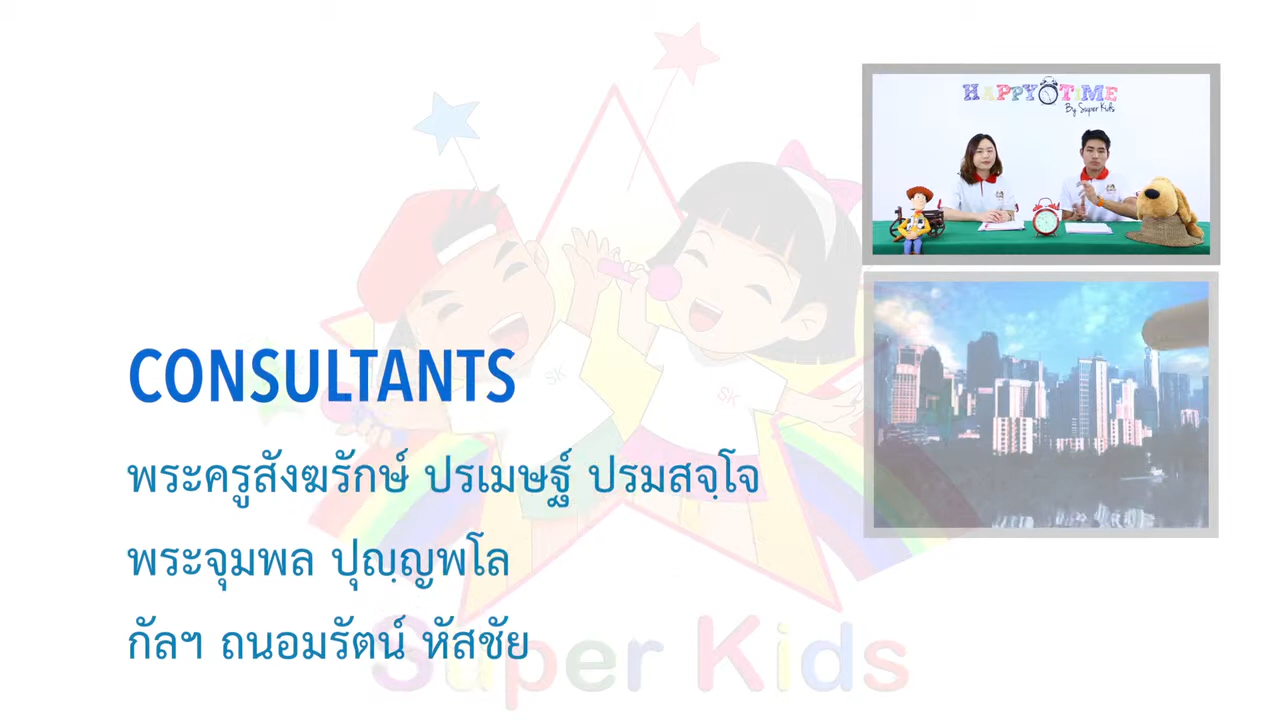 HAPPY TIME
By Super Kids
SK
SK
CONSULTANTS
พระครูสังฆรักษ์ ปรเมษฐ์ ปรมสจฺโจ
พระจุมพล ปุญฺญพโล
กัลฯ ถนอมรัตน์ หัสชัย
Super Kids